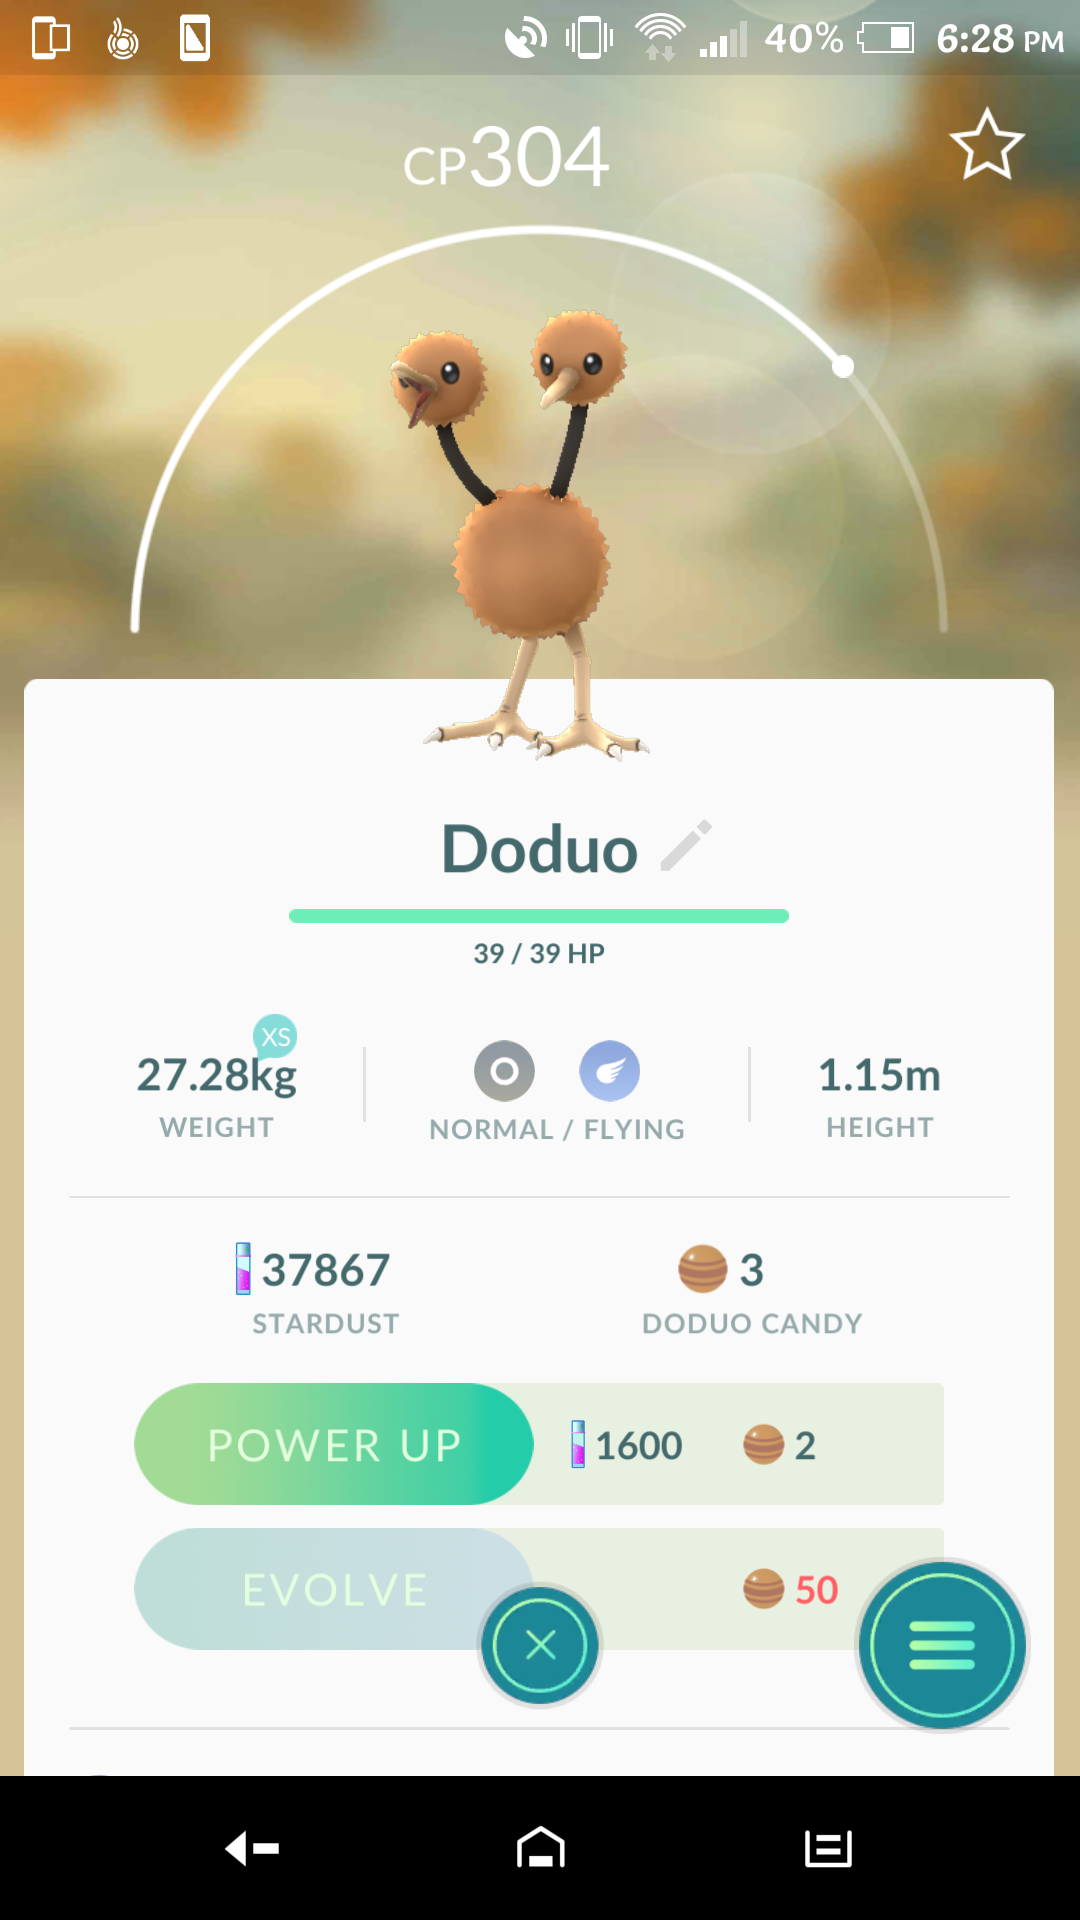 40% 6:28 PM
CP304
Doduo
39 / 39 HP
XS
27.28kg
WEIGHT
NORMAL / FLYING
1.15m
HEIGHT
37867
STARDUST
3
DODUO CANDY
POWER UP 1600 2
EVOLVE 50